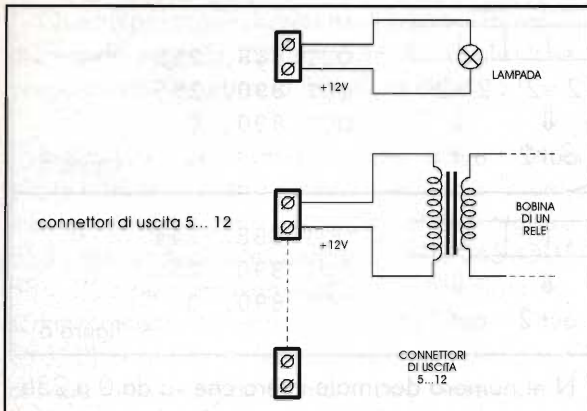 LAMPADA
+12V
connettori di uscita 5... 12
+12V
BOBINA
DI UN
RELE'
CONNETTORI
DI USCITA
5...12